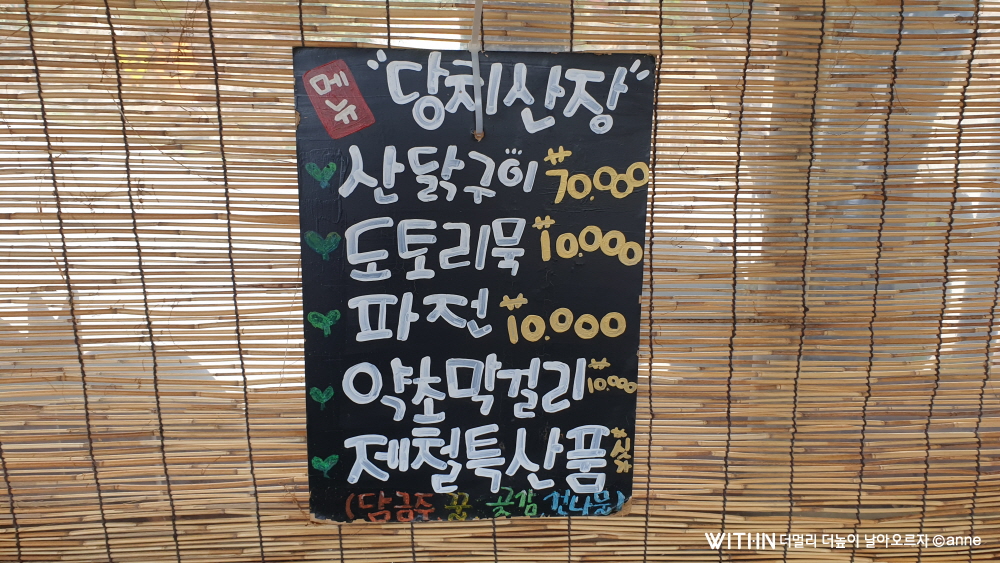 메뉴 "당치산장"
산닭구이 ₩70.000
도토리묵 ₩10.000
파전 ₩10.000
약초막걸리 ₩10.000
제철특산품
(담금주 꿀 곶감 건나물)
WITHIN 더멀리 더높이 날아오르자 ©anne